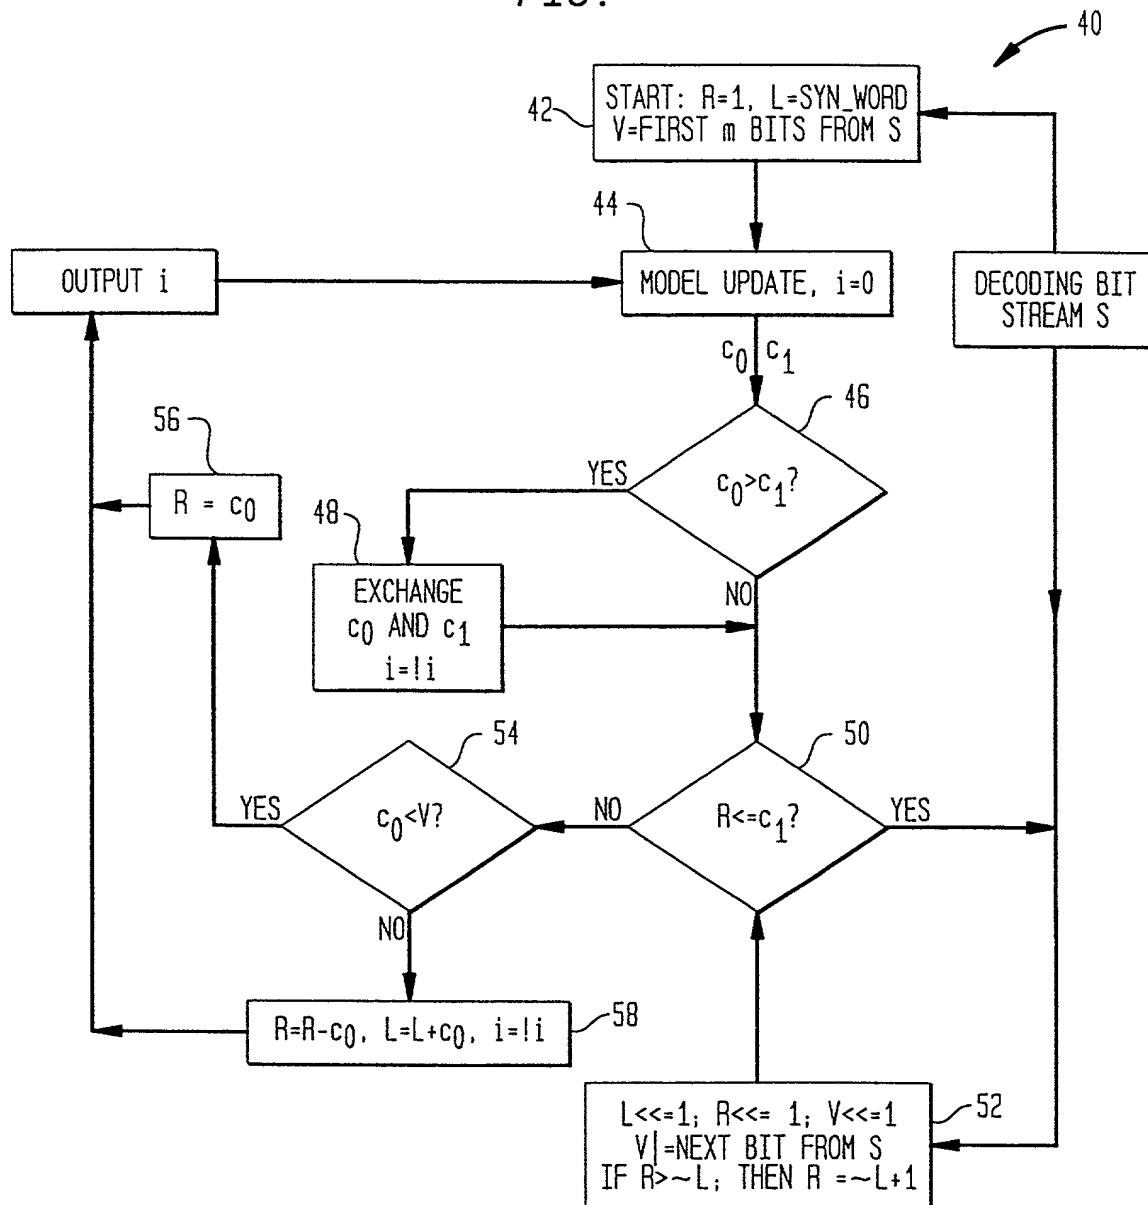 FIG.
40
42
START: R=1, L=SYN_WORD
V=FIRST m BITS FROM S
44
OUTPUT i
MODEL UPDATE, i=0
DECODING BIT
STREAM S
c0 c1
46
56
YES
c0>c1?
R = c0
48
EXCHANGE
c0 AND c1
i=!i
NO
54
50
YES
c0<V?
NO
R<=c1?
YES
NO
R=R-c0, L=L+c0, i=!i
58
L<<=1; R<<= 1; V<<=1
V|=NEXT BIT FROM S
IF R>~L; THEN R =~L+1
52